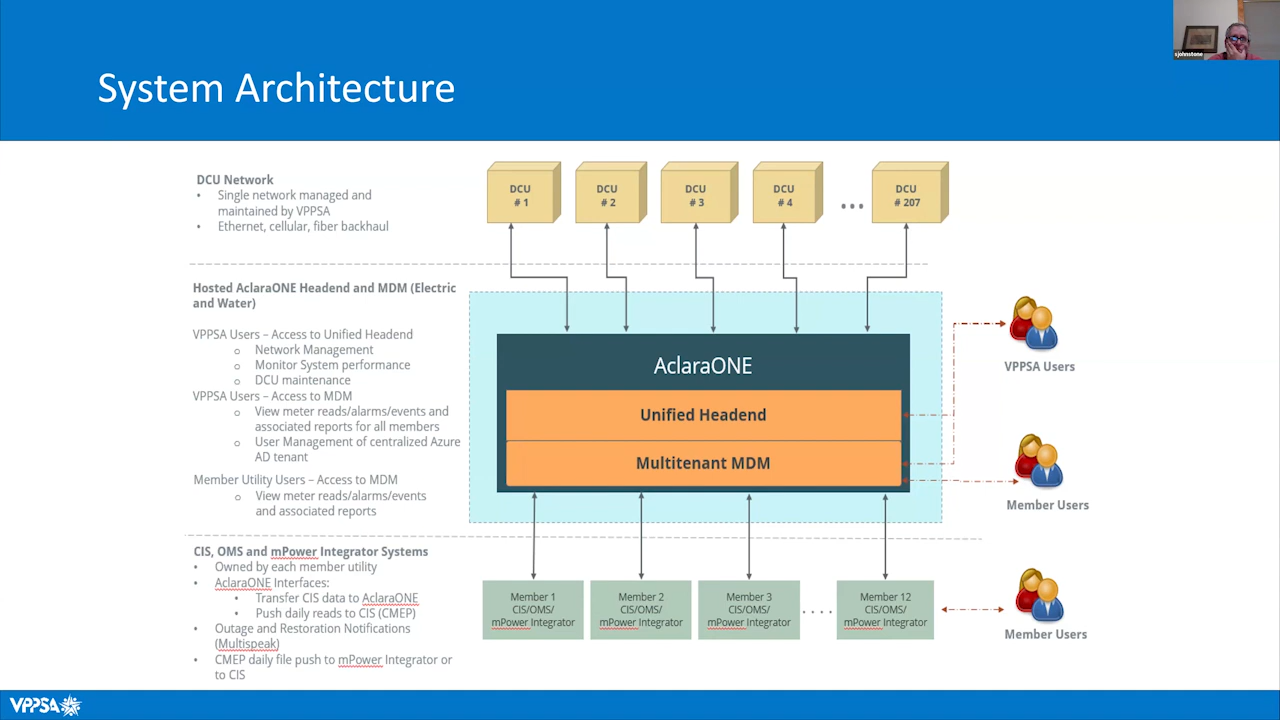 sjohnstone
System Architecture
DCU Network
• Single network managed and
maintained by VPPSA
• Ethernet, cellular, fiber backhaul
DCU
# 1
DCU
# 2
DCU
# 3
DCU
# 4
...
DCU
# 207
Hosted AclaraONE Headend and MDM (Electric
and Water)
VPPSA Users – Access to Unified Headend
o Network Management
o Monitor System performance
o DCU maintenance
VPPSA Users – Access to MDM
o View meter reads/alarms/events and
associated reports for all members
o User Management of centralized Azure
AD tenant
Member Utility Users – Access to MDM
o View meter reads/alarms/events
and associated reports
AclaraONE
Unified Headend
Multitenant MDM
VPPSA Users
Member Users
CIS, OMS and mPower Integrator Systems
• Owned by each member utility
• AclaraONE Interfaces:
• Transfer CIS data to AclaraONE
• Push daily reads to CIS (CMEP)
• Outage and Restoration Notifications
(Multispeak)
• CMEP daily file push to mPower Integrator or
to CIS
Member 1
CIS/OMS/
mPower Integrator
Member 2
CIS/OMS/
mPower Integrator
Member 3
CIS/OMS/
mPower Integrator
. . . .
Member 12
CIS/OMS/
mPower Integrator
Member Users
VPPSA